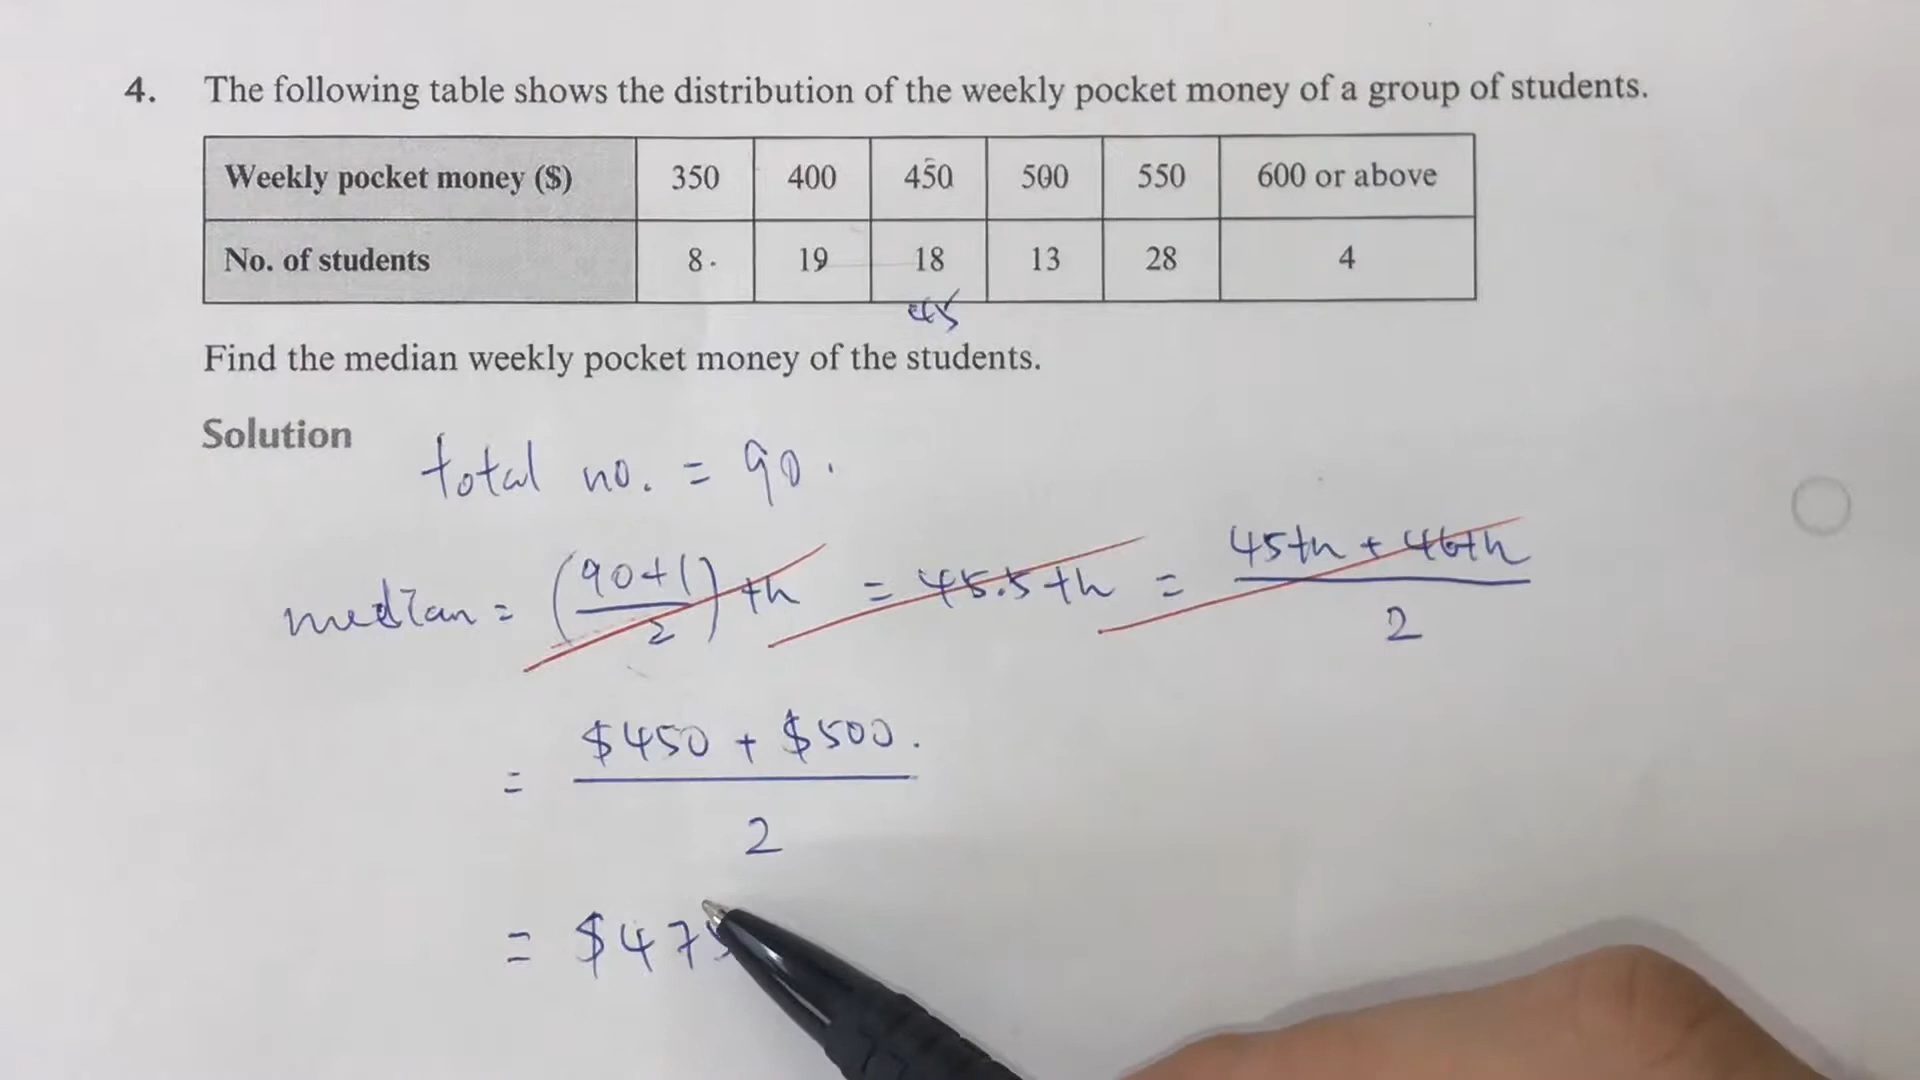 4. The following table shows the distribution of the weekly pocket money of a group of students.
Weekly pocket money ($) 350 400 450 500 550 600 or above
No. of students 8 19 18 13 28 4
45
Find the median weekly pocket money of the students.
Solution
total no. = 90.
median = (90+1/2)th = 45.5th = 45th + 46th / 2
= $450 + $500. / 2
= $475